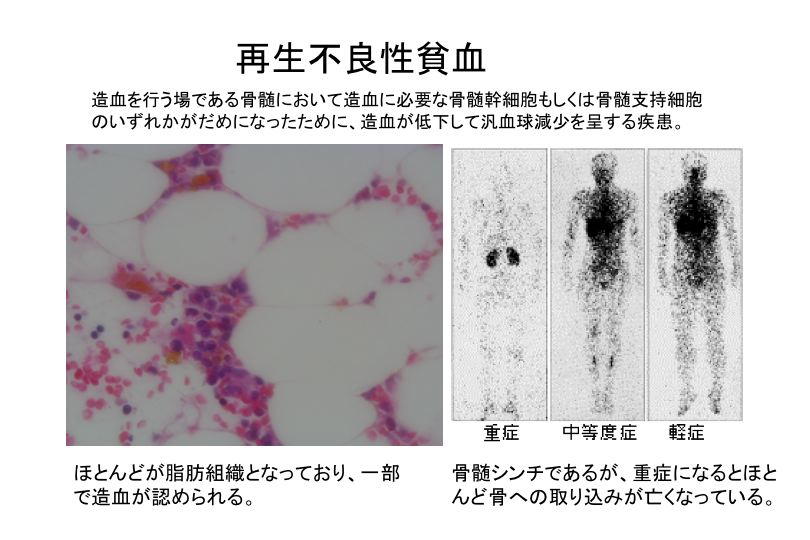 再生不良性貧血
造血を行う場である骨髄において造血に必要な骨髄幹細胞もしくは骨髄支持細胞
のいずれかがだめになったために、造血が低下して汎血球減少を呈する疾患。
重症
中等度症
軽症
ほとんどが脂肪組織となっており、一部
で造血が認められる。
骨髄シンチであるが、重症になるとほと
んど骨への取り込みが亡くなっている。